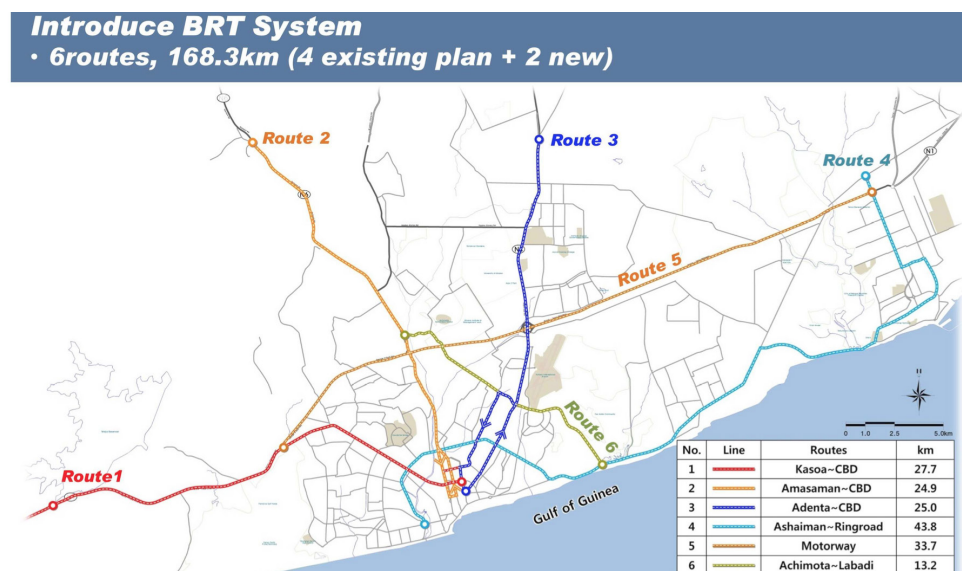 Introduce BRT System
• 6routes, 168.3km (4 existing plan + 2 new)
Route 2
Route 3
Route 4
N1
N6
Route 5
Route 6
Route1
Gulf of Guinea
0 1.0 2.5 5.0km
No. Line Routes km
1 Kasoa~CBD 27.7
2 Amasaman~CBD 24.9
3 Adenta~CBD 25.0
4 Ashaiman~Ringroad 43.8
5 Motorway 33.7
6 Achimota~Labadi 13.2